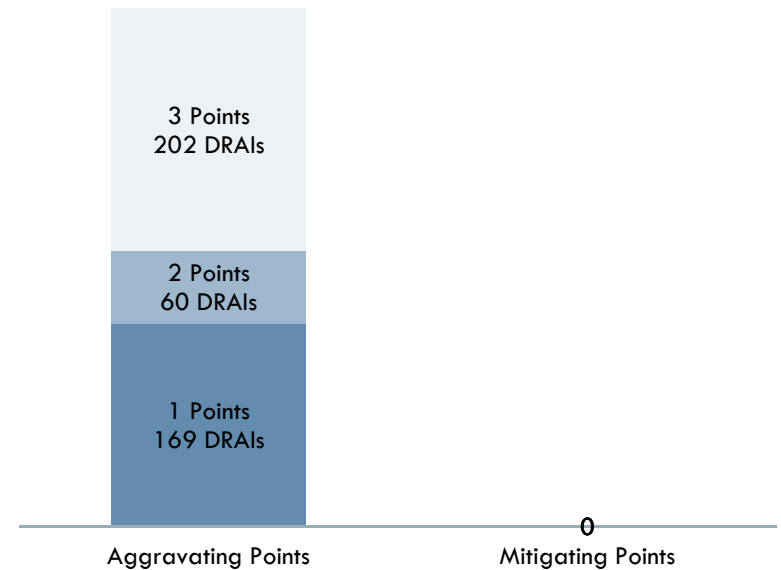 3 Points
202 DRAIs
2 Points
60 DRAIs
1 Points
169 DRAIs
0
Aggravating Points
Mitigating Points